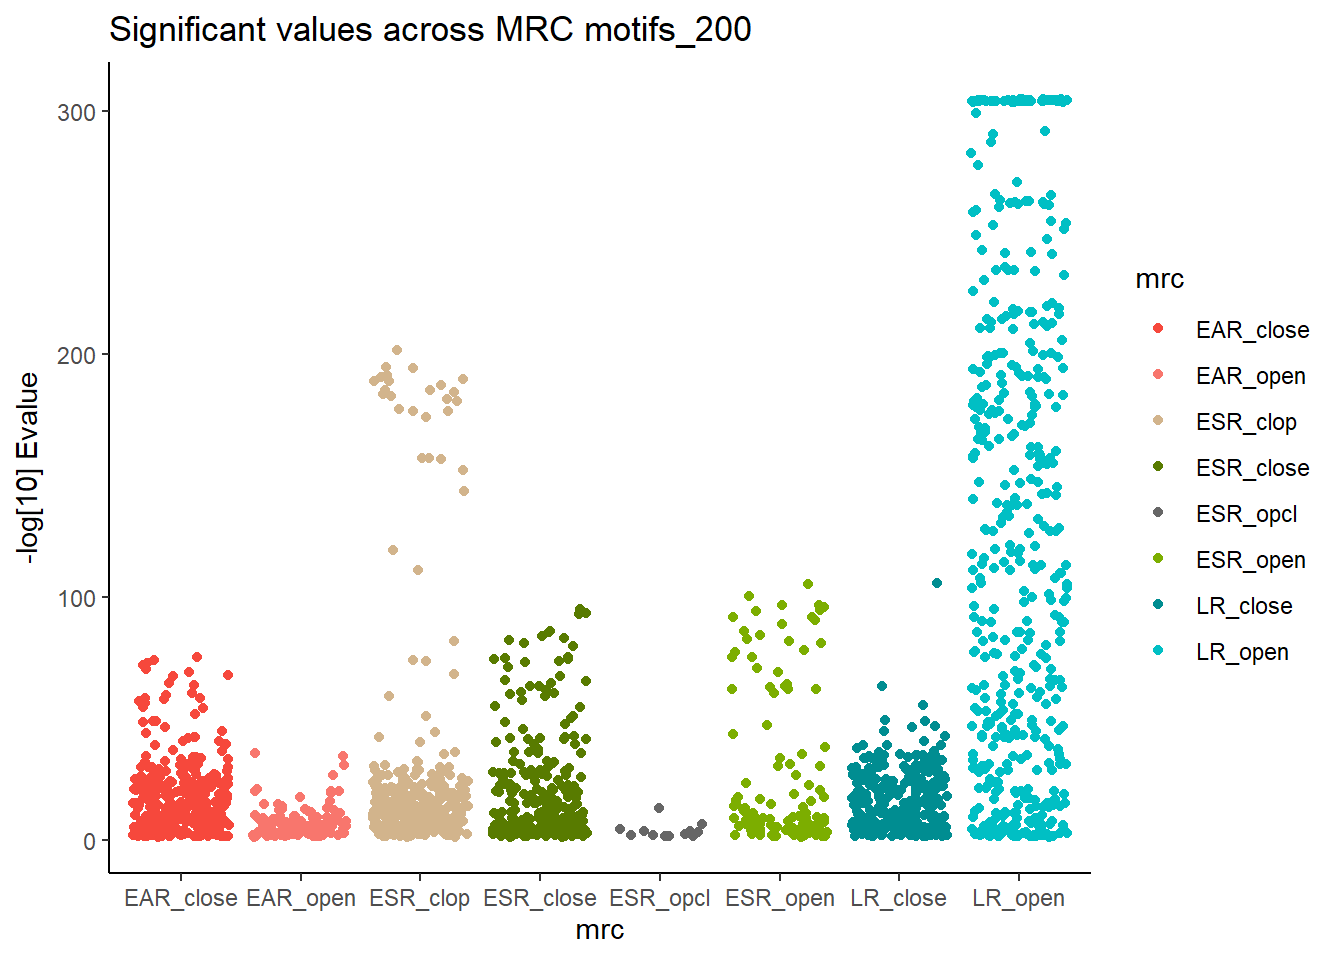 Significant values across MRC motifs_200
-log[10] Evalue
300
200
100
0
EAR_close EAR_open ESR_clop ESR_close ESR_opcl ESR_open LR_close LR_open
mrc
mrc
EAR_close
EAR_open
ESR_clop
ESR_close
ESR_opcl
ESR_open
LR_close
LR_open